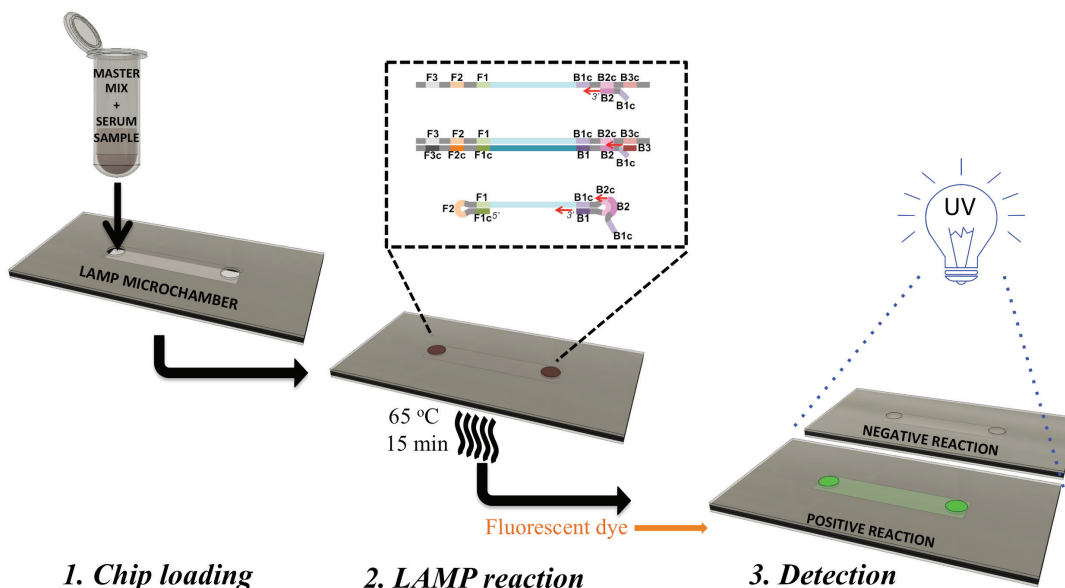 MASTER
MIX
+
SERUM
SAMPLE
LAMP MICROCHAMBER
F3 F2 F1 B1c B2c B3c
3' B2
B1c
F3 F2 F1 B1c B2c B3c
F3c F2c F1c B1 B2 B3
B1c
F1 B1c B2c
F2 B2
F1c 5' 3' B1
B1c
65 °C
15 min
UV
NEGATIVE REACTION
POSITIVE REACTION
Fluorescent dye
1. Chip loading
2. LAMP reaction
3. Detection